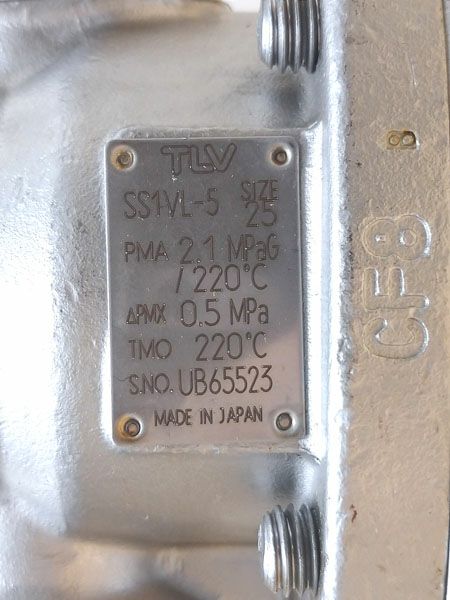 TLV
SS1VL-5 SIZE 25
PMA 2.1 MPaG
/220°C
ΔPMX 0.5 MPa
TMO 220°C
S.NO. UB65523
MADE IN JAPAN
CF8
8